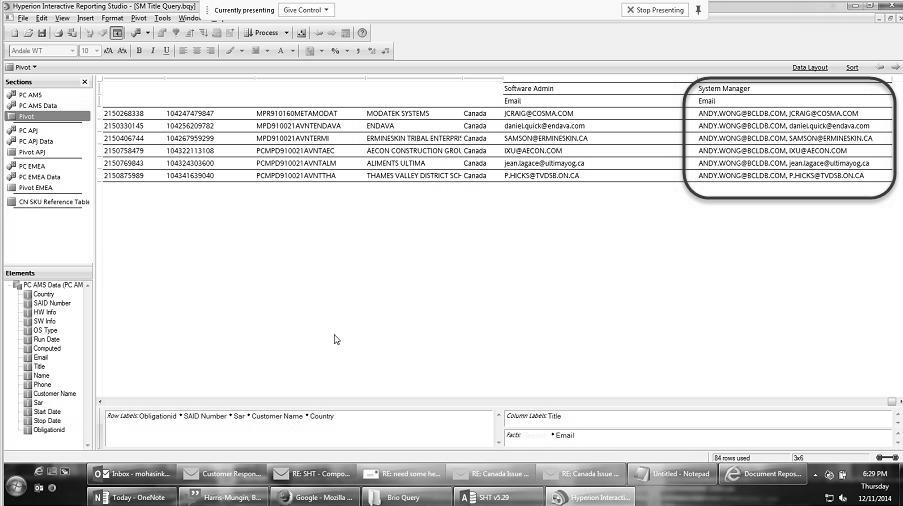 Hyperion Interactive Reporting Studio - [SM Title Query.bqy]
Currently presenting Give Control ▾ Stop Presenting
File Edit View Insert Format Pivot Tools Window
Process
Andale WT 10 B I U
Pivot ▾ Data Layout Sort
Sections
PC AMS
PC AMS Data
Pivot
PC APJ
PC APJ Data
Pivot APJ
PC EMEA
PC EMEA Data
Pivot EMEA
CN SKU Reference Table
Software Admin System Manager
Email Email
2150268338 104247479847 MPR910160METAMODAT MODATEK SYSTEMS Canada JCRAIG@COSMA.COM ANDY.WONG@BCLDB.COM, JCRAIG@COSMA.COM
2150330145 104256209782 MPD910021AVNTENDAVA ENDAVA Canada daniel.quick@endava.com ANDY.WONG@BCLDB.COM, daniel.quick@endava.com
2150406744 104267959299 MPD910021AVNTERMI ERMINESKIN TRIBAL ENTERPRIS Canada SAMSON@ERMINESKIN.CA ANDY.WONG@BCLDB.COM, SAMSON@ERMINESKIN.CA
2150758479 104322113108 PCMPD910021AVNTAEC AECON CONSTRUCTION GROU Canada IXU@AECON.COM ANDY.WONG@BCLDB.COM, IXU@AECON.COM
2150769843 104324303600 PCMPD910021AVNTALM ALIMENTS ULTIMA Canada jean.lagace@ultimayog.ca ANDY.WONG@BCLDB.COM, jean.lagace@ultimayog.ca
2150875989 104341639040 PCMPD910021AVNTTHA THAMES VALLEY DISTRICT SCH Canada P.HICKS@TVDSB.ON.CA ANDY.WONG@BCLDB.COM, P.HICKS@TVDSB.ON.CA
Elements
PC AMS Data (PC AM
Country
SAID Number
HW Info
SW Info
OS Type
Run Date
Computed
Email
Title
Name
Phone
Customer Name
Sar
Start Date
Stop Date
Obligationid
Row Labels: Obligationid • SAID Number • Sar • Customer Name • Country
Column Labels: Title
Facts: • Email
84 rows used 3x6
Inbox - mohasink... Customer Respon... RE: SHT - Compo... RE: need some he... RE: Canada Issue ... RE: Canada Issue ... Untitled - Notepad Document Repos...
Today - OneNote Harris-Mungin, B... Google - Mozilla ... Brio Query SHT v5.29 Hyperion Interacti...
6:29 PM
Thursday
12/11/2014